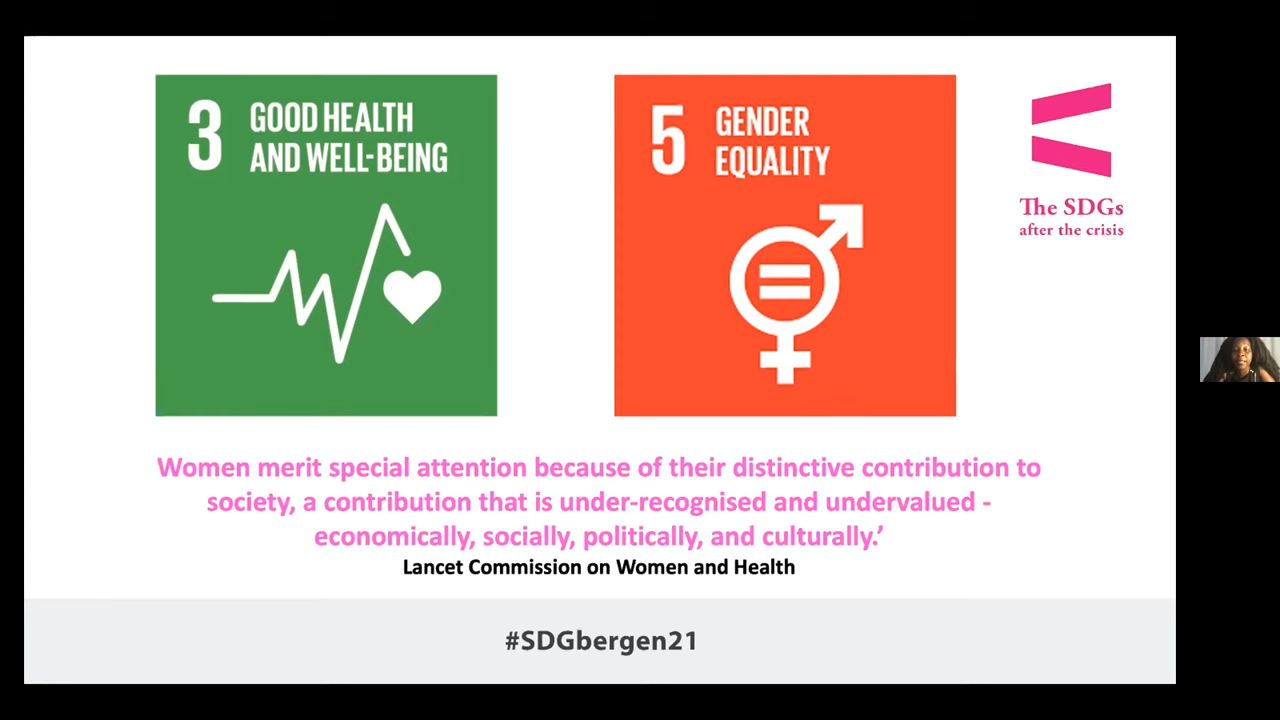 3 GOOD HEALTH
AND WELL-BEING
5 GENDER
EQUALITY
The SDGs
after the crisis
Women merit special attention because of their distinctive contribution to
society, a contribution that is under-recognised and undervalued -
economically, socially, politically, and culturally.’
Lancet Commission on Women and Health
#SDGbergen21